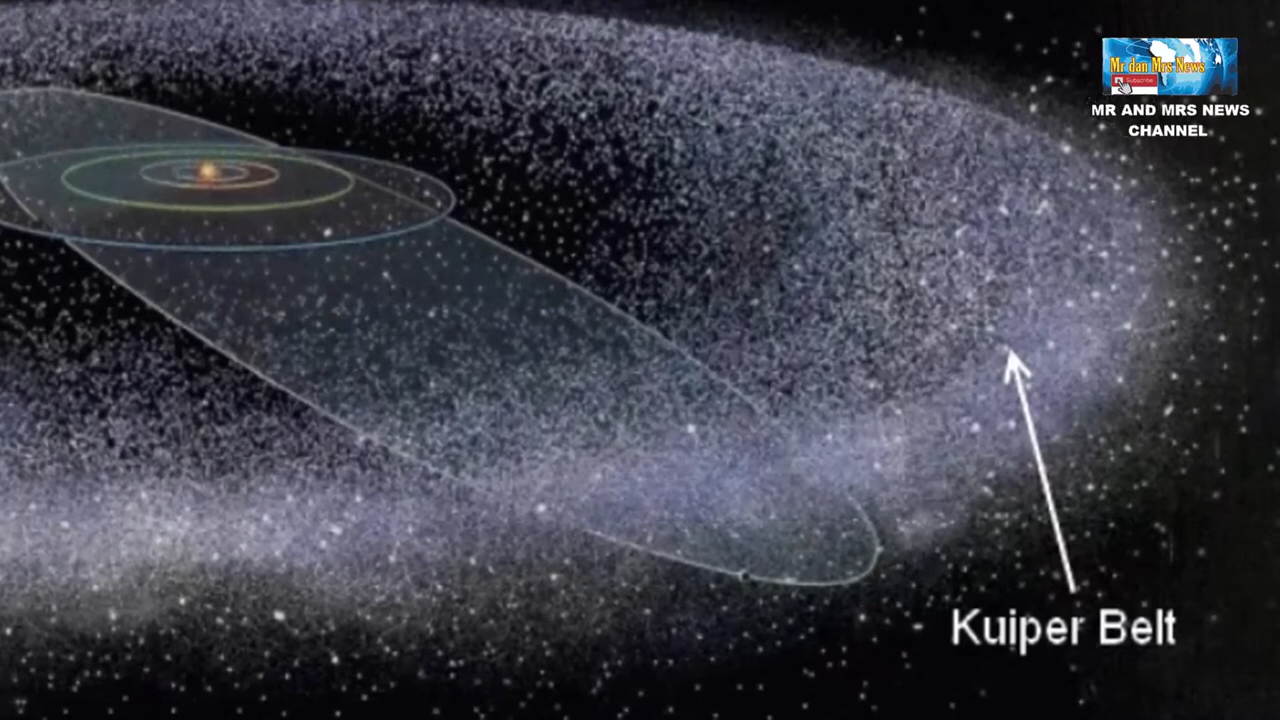 Mr dan Mrs News
Subscribe
MR AND MRS NEWS
CHANNEL
Kuiper Belt